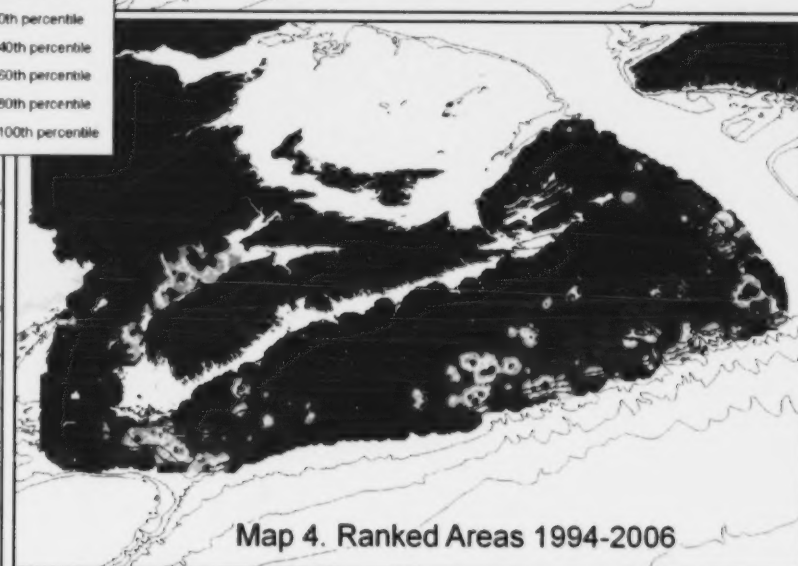 0th percentile
40th percentile
60th percentile
80th percentile
100th percentile
Map 4. Ranked Areas 1994-2006